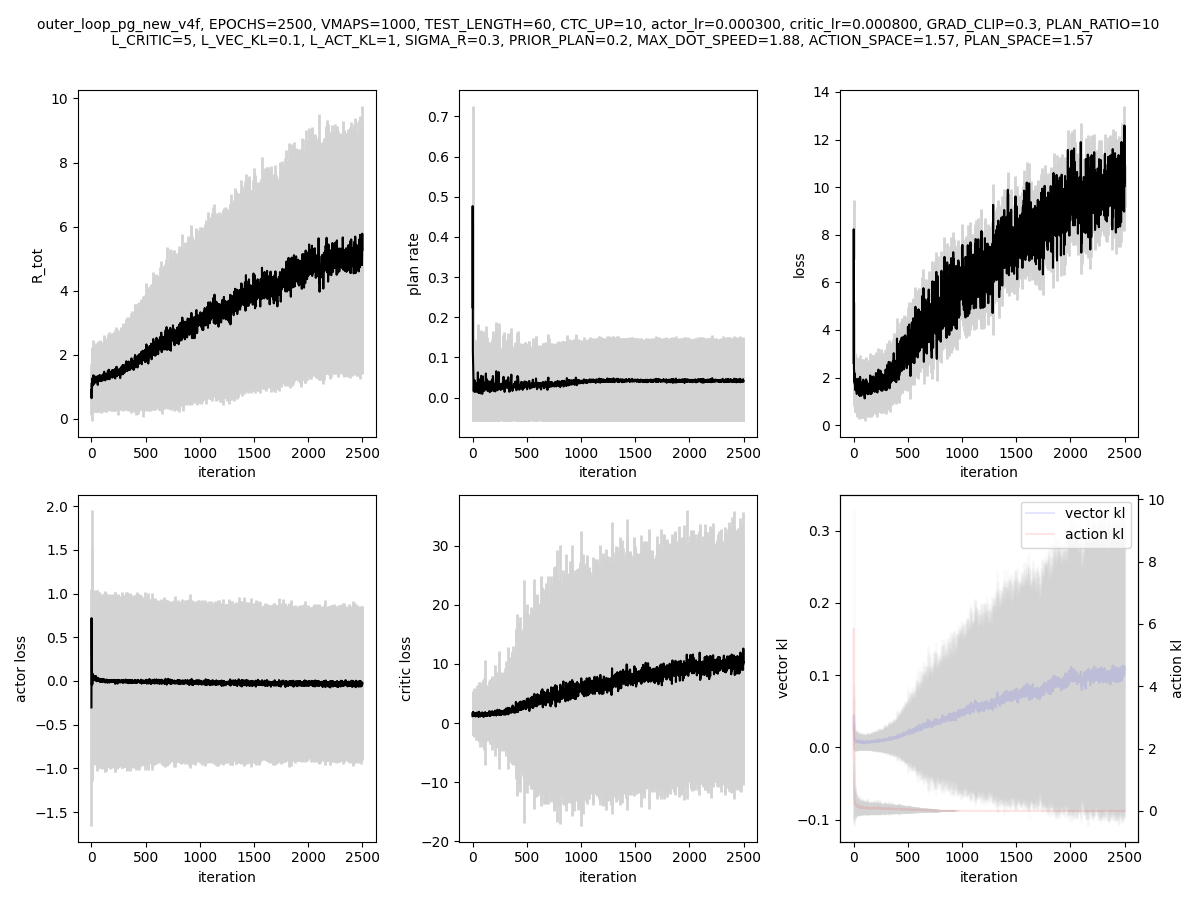 outer_loop_pg_new_v4f, EPOCHS=2500, VMAPS=1000, TEST_LENGTH=60, CTC_UP=10, actor_lr=0.000300, critic_lr=0.000800, GRAD_CLIP=0.3, PLAN_RATIO=10
L_CRITIC=5, L_VEC_KL=0.1, L_ACT_KL=1, SIGMA_R=0.3, PRIOR_PLAN=0.2, MAX_DOT_SPEED=1.88, ACTION_SPACE=1.57, PLAN_SPACE=1.57
10
8
6
4
2
0
R_tot
0 500 1000 1500 2000 2500
iteration
0.7
0.6
0.5
0.4
0.3
0.2
0.1
0.0
plan rate
0 500 1000 1500 2000 2500
iteration
14
12
10
8
6
4
2
0
loss
0 500 1000 1500 2000 2500
iteration
2.0
1.5
1.0
0.5
0.0
−0.5
−1.0
−1.5
actor loss
0 500 1000 1500 2000 2500
iteration
30
20
10
0
−10
−20
critic loss
0 500 1000 1500 2000 2500
iteration
vector kl
action kl
0.3
0.2
0.1
0.0
−0.1
vector kl
10
8
6
4
2
0
action kl
0 500 1000 1500 2000 2500
iteration